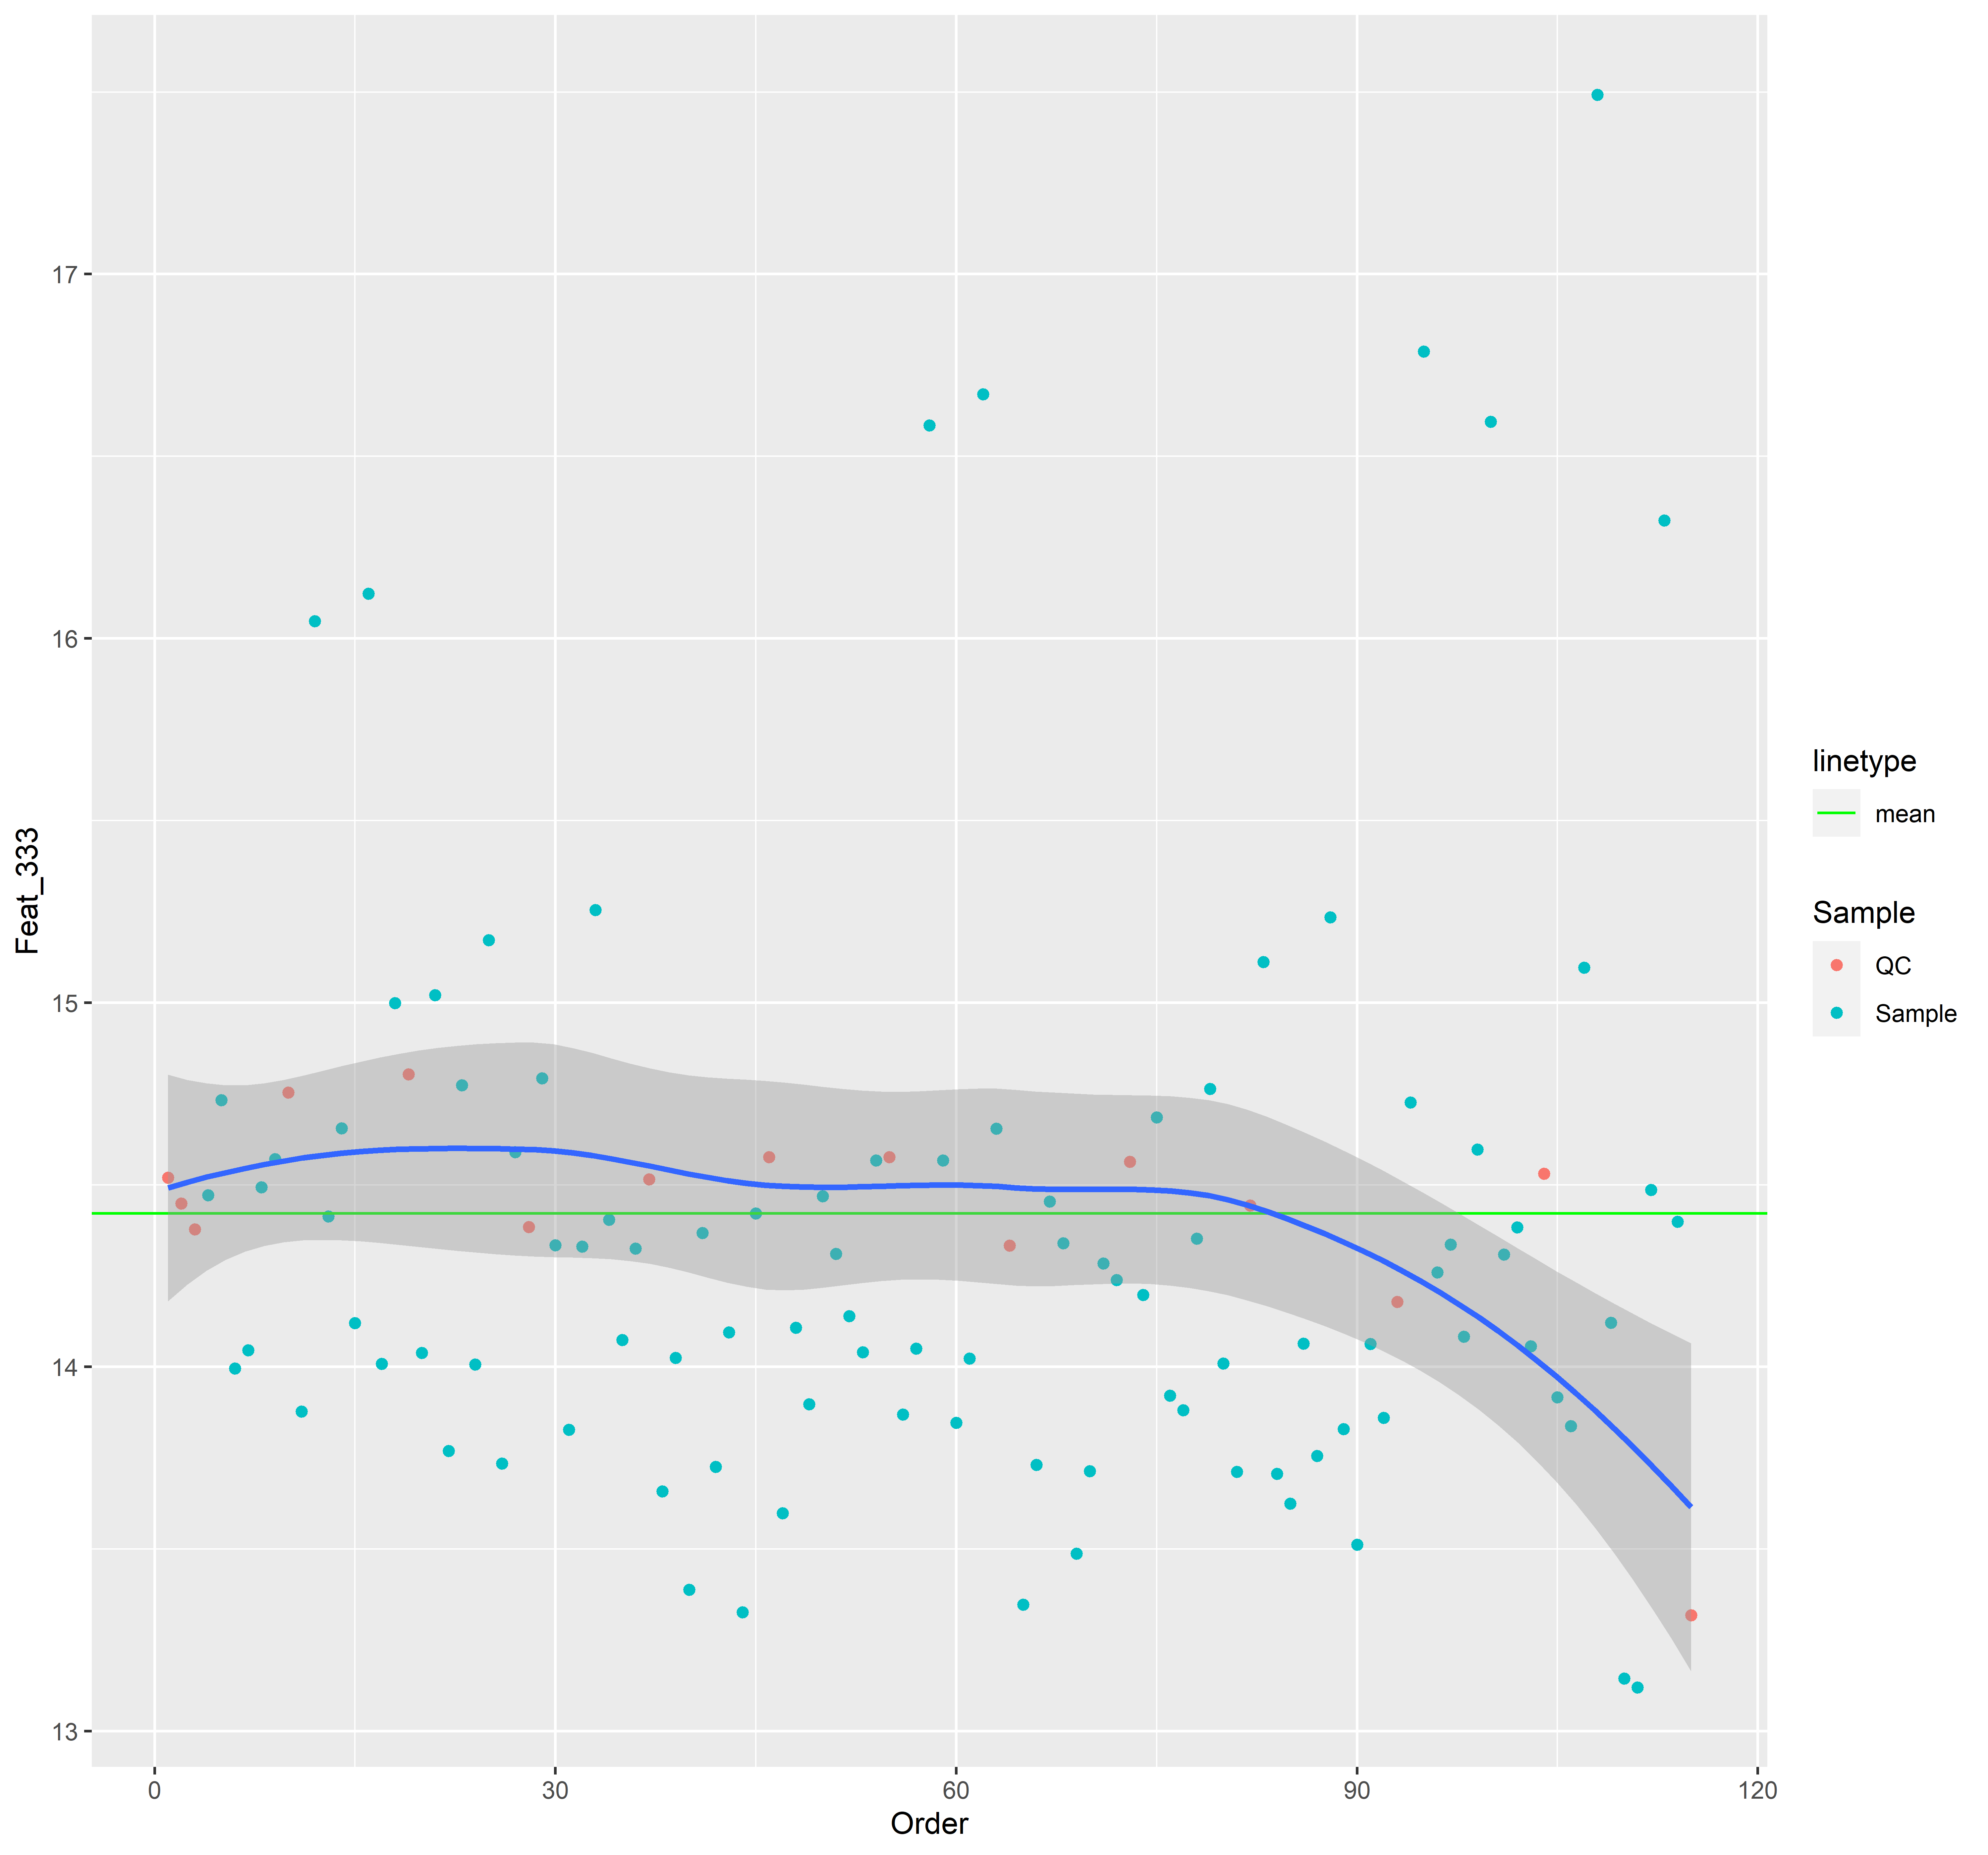 Feat_333
17
16
15
14
13
0 30 60 90 120
Order
linetype
mean
Sample
QC
Sample